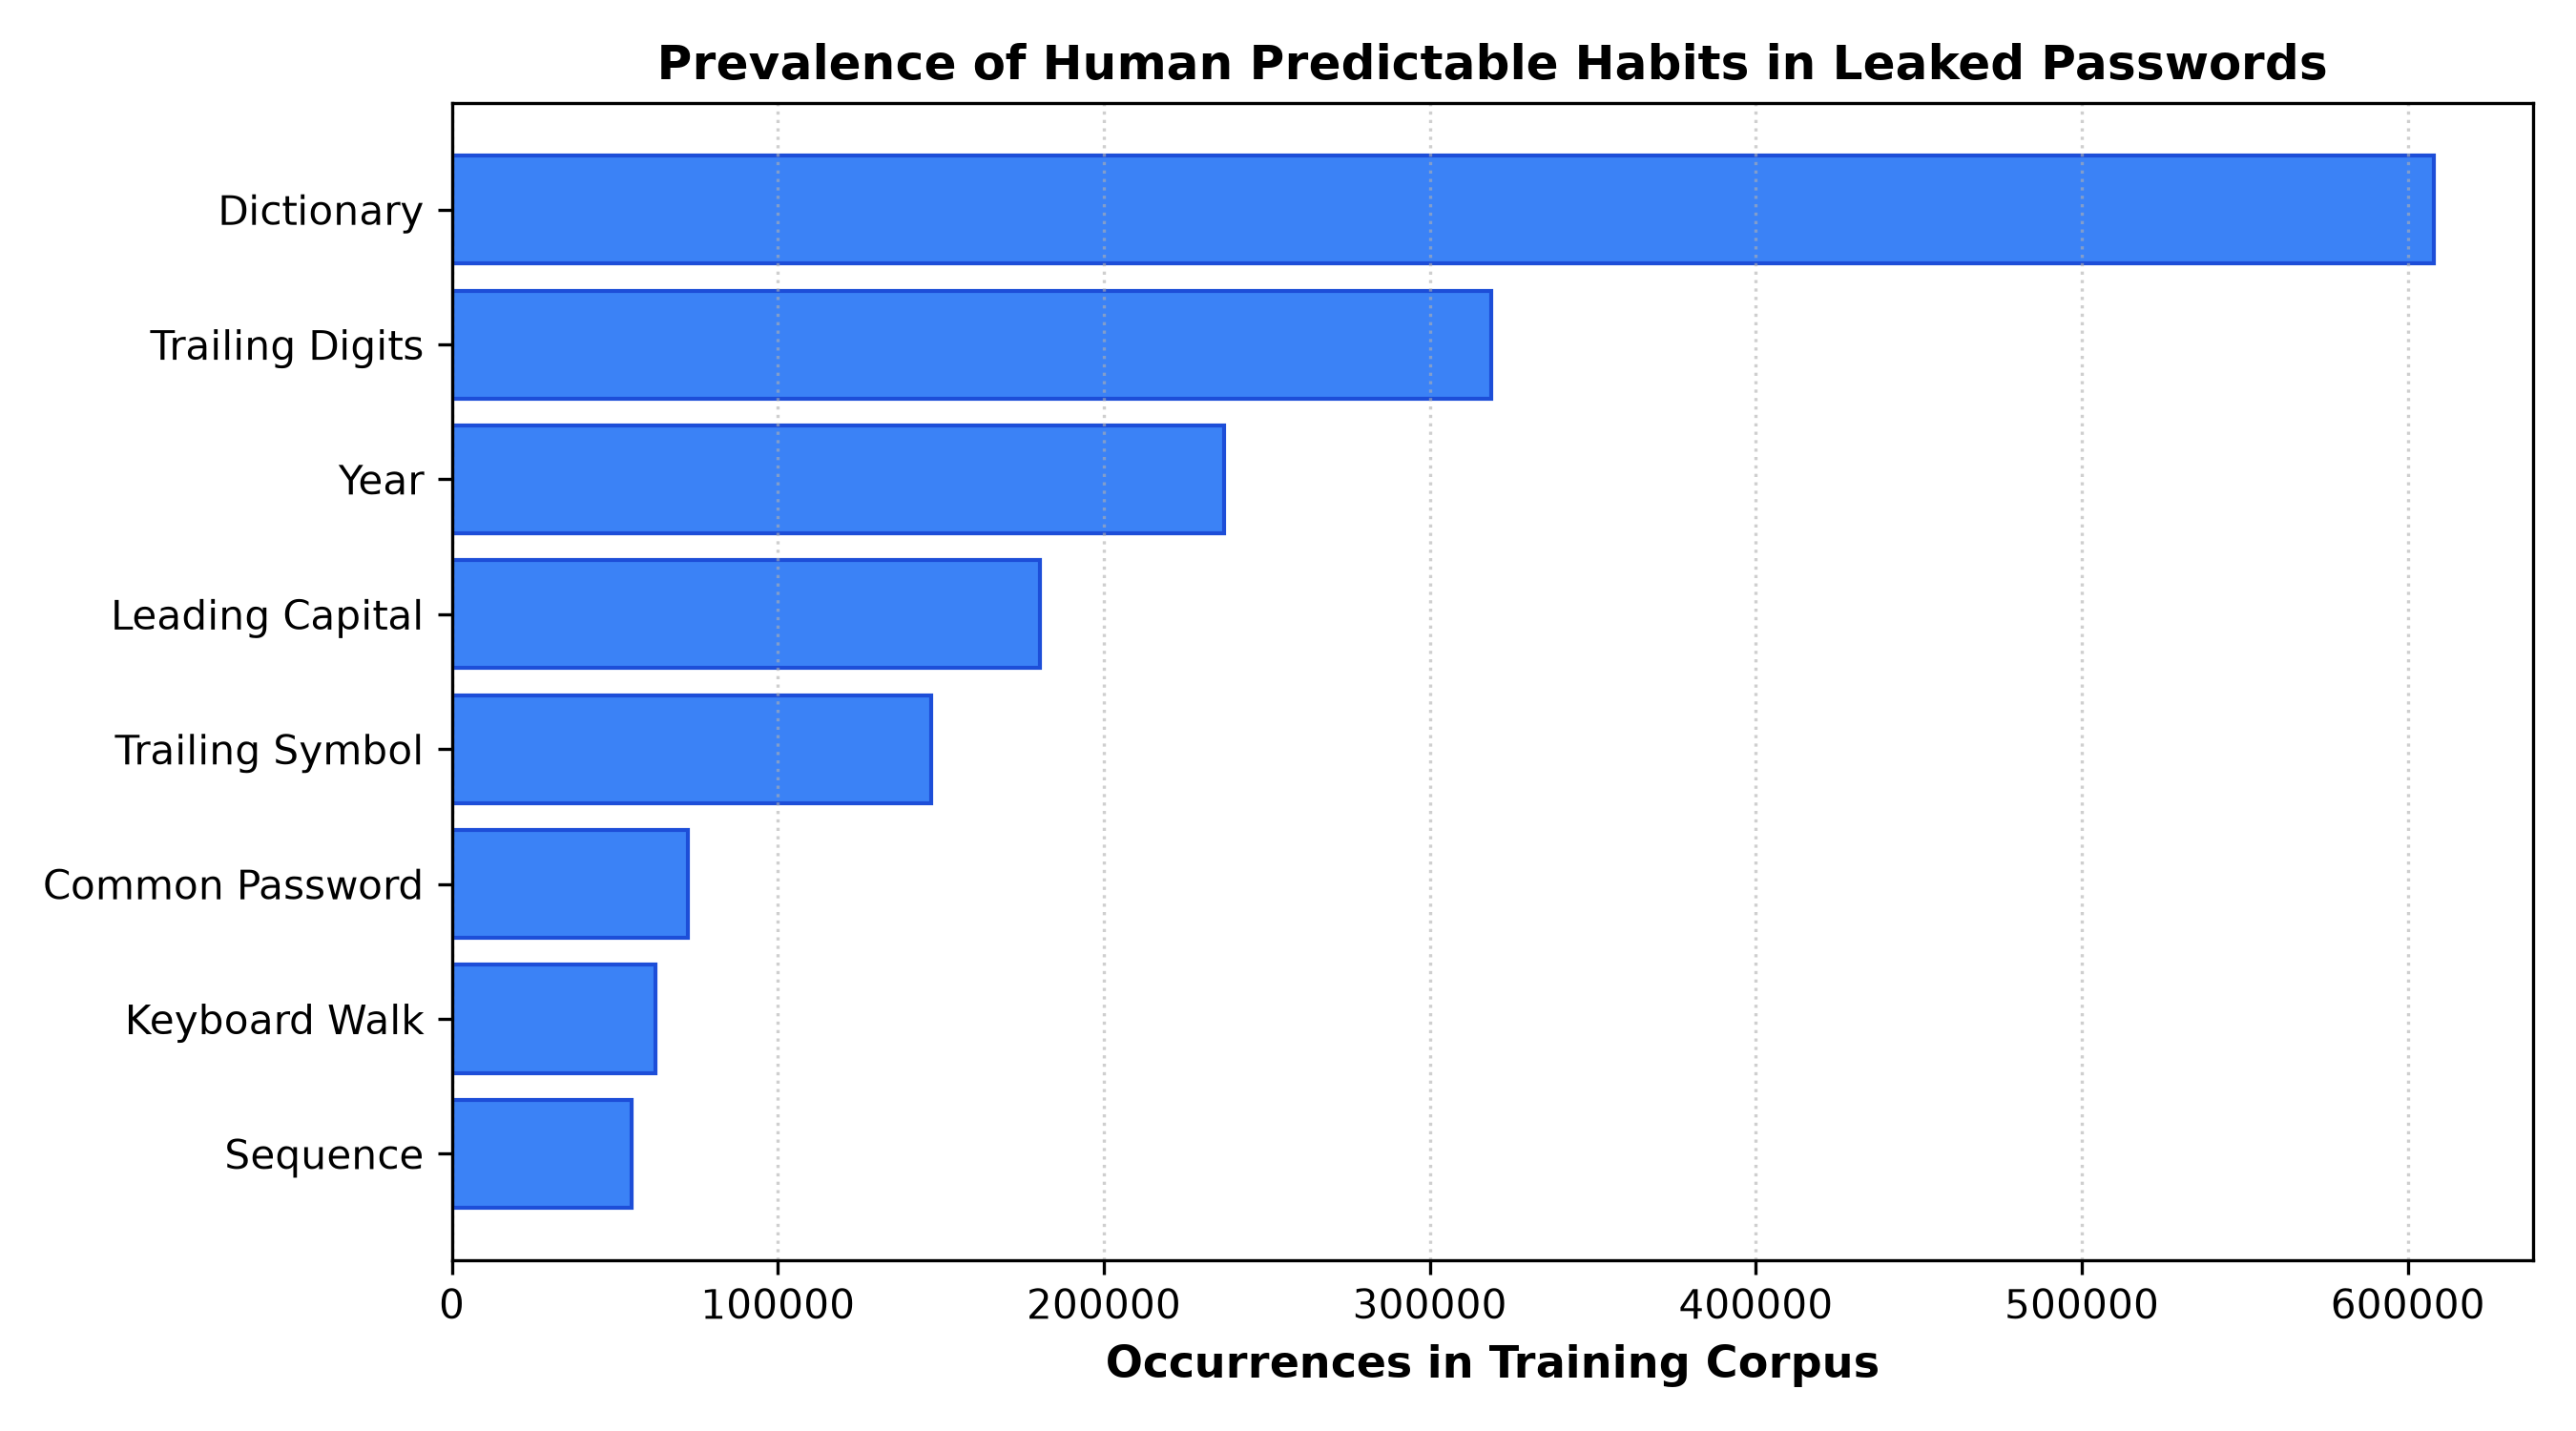 Prevalence of Human Predictable Habits in Leaked Passwords
Dictionary
Trailing Digits
Year
Leading Capital
Trailing Symbol
Common Password
Keyboard Walk
Sequence
0 100000 200000 300000 400000 500000 600000
Occurrences in Training Corpus